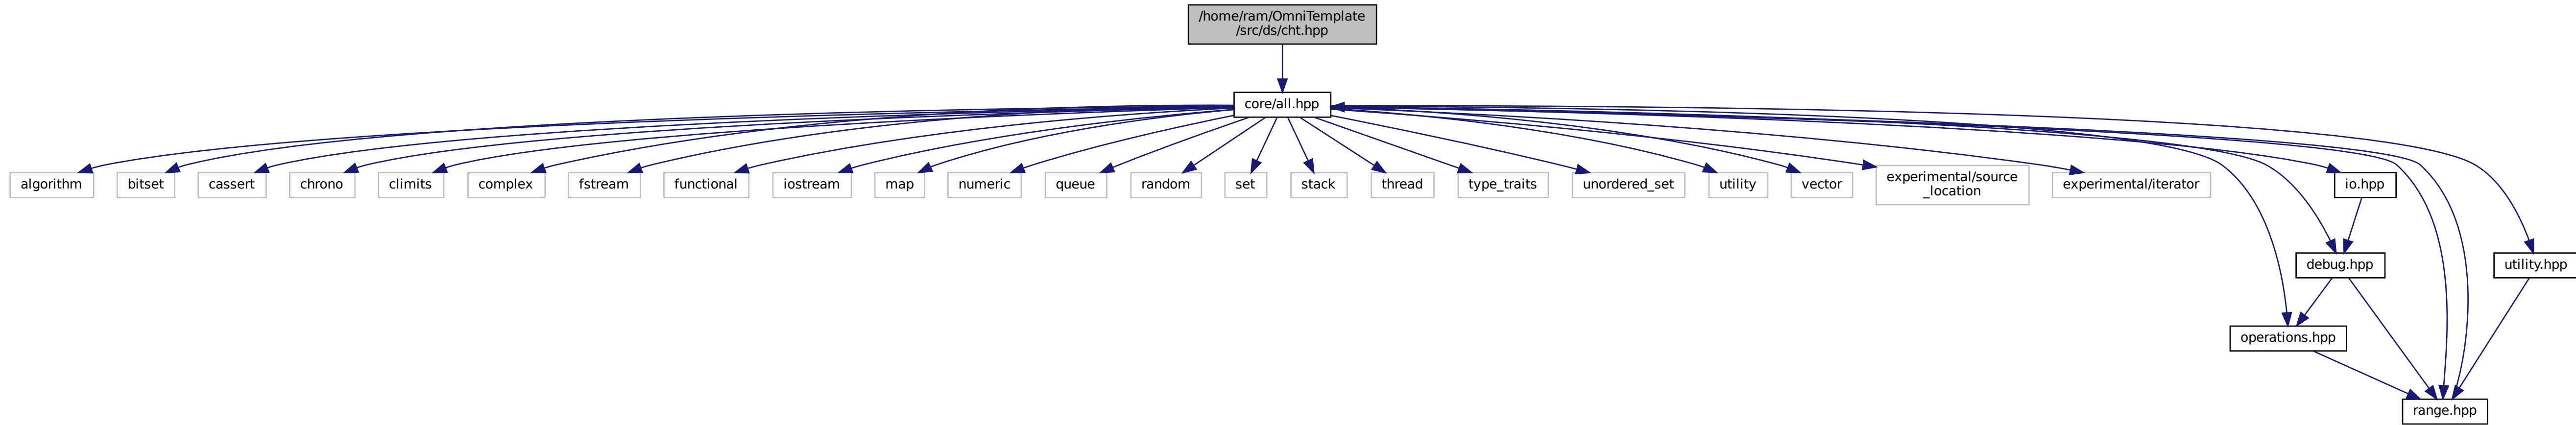 /home/ram/OmniTemplate
/src/ds/cht.hpp
core/all.hpp
algorithm
bitset
cassert
chrono
climits
complex
fstream
functional
iostream
map
numeric
queue
random
set
stack
thread
type_traits
unordered_set
utility
vector
experimental/source
_location
experimental/iterator
io.hpp
debug.hpp
utility.hpp
operations.hpp
range.hpp